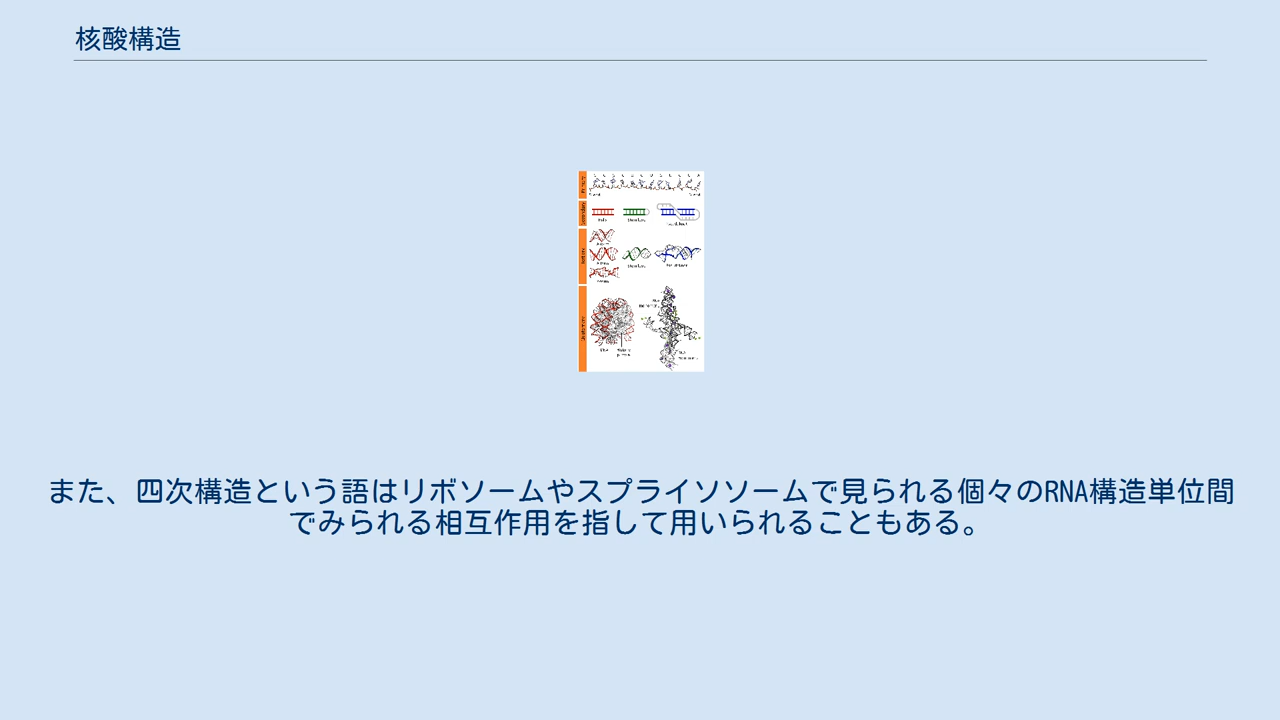 核酸構造
また、四次構造という語はリボソームやスプライソソームで見られる個々のRNA構造単位間
でみられる相互作用を指して用いられることもある。